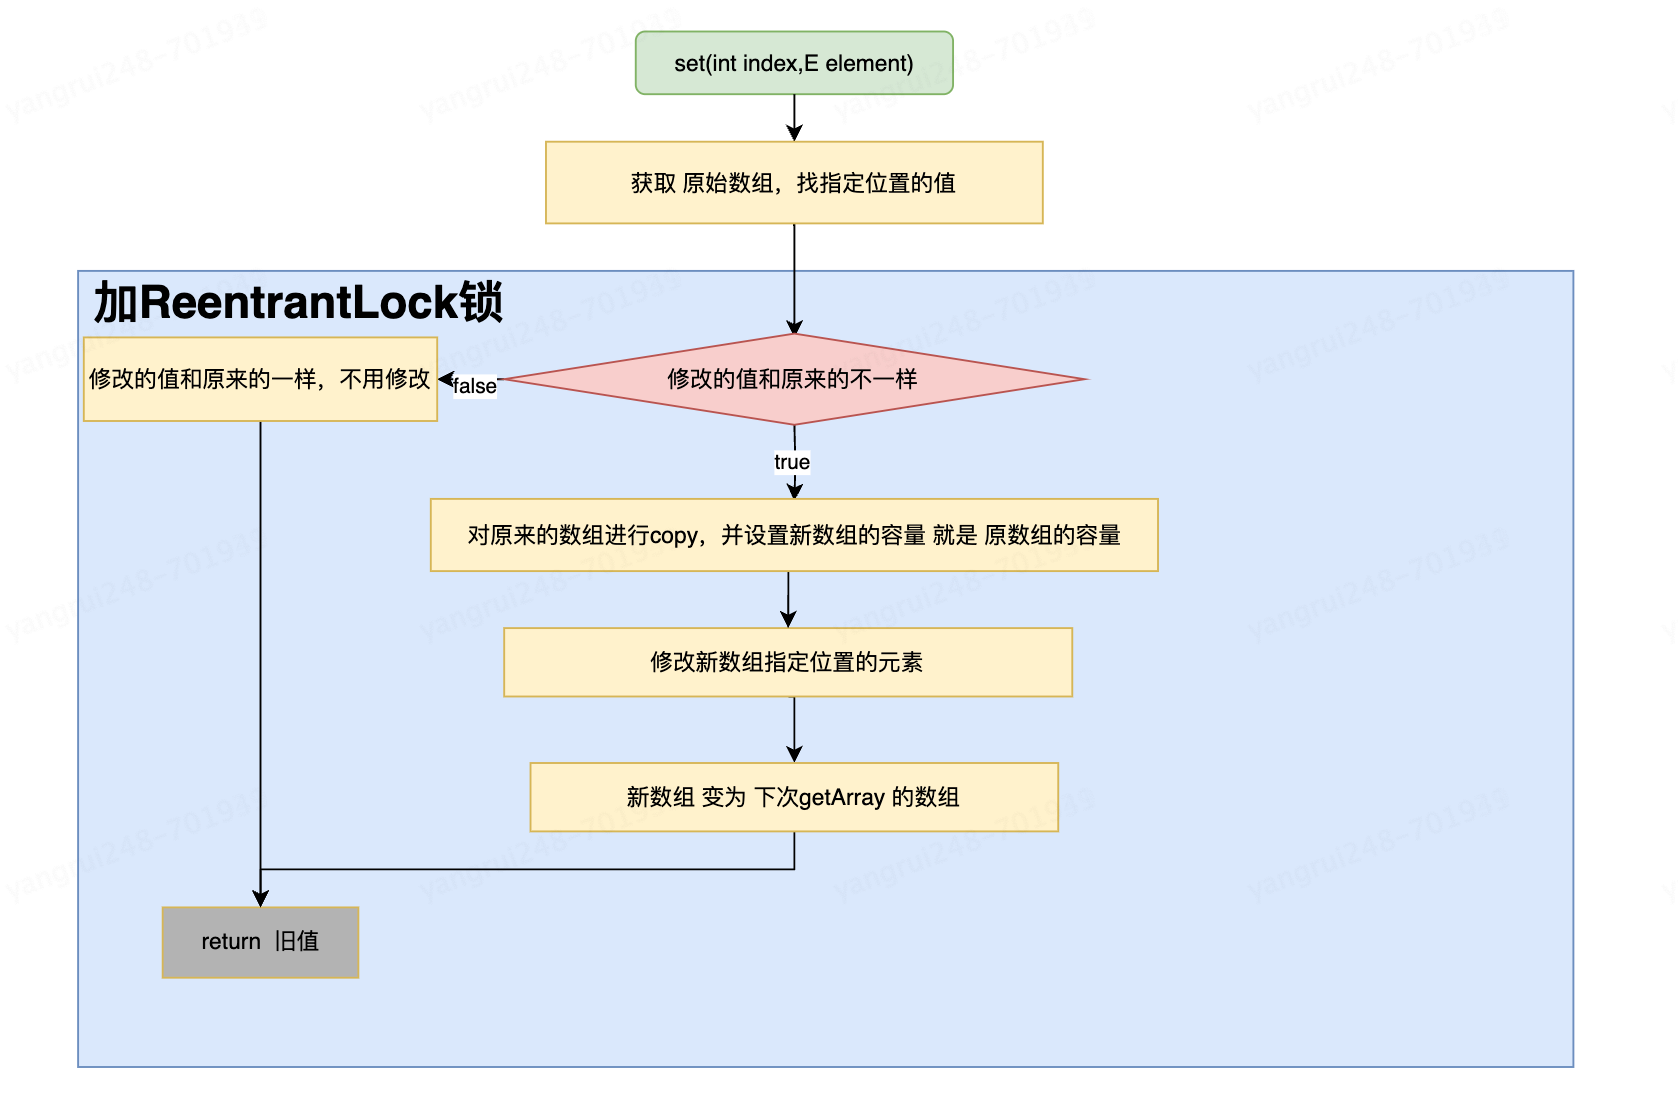 set(int index,E element)
获取 原始数组，找指定位置的值
加ReentrantLock锁
修改的值和原来的一样，不用修改
false
修改的值和原来的不一样
true
对原来的数组进行copy，并设置新数组的容量 就是 原数组的容量
修改新数组指定位置的元素
新数组 变为 下次getArray 的数组
return 旧值